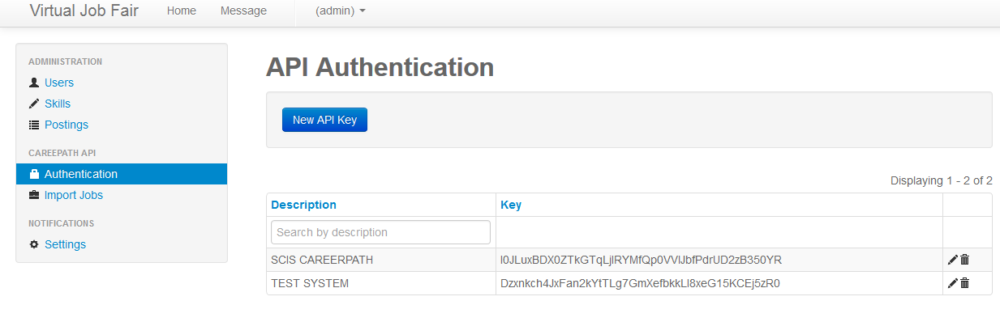 Virtual Job Fair Home Message (admin)
ADMINISTRATION
Users
Skills
Postings
CAREEPATH API
Authentication
Import Jobs
NOTIFICATIONS
Settings
API Authentication
New API Key
Displaying 1 - 2 of 2
Description Key
Search by description
SCIS CAREERPATH l0JLuxBDX0ZTkGTqLjlRYMfQp0VVlJbfPdrUD2zB350YR
TEST SYSTEM Dzxnkch4JxFan2kYtTLg7GmXefbkkLl8xeG15KCEj5zR0